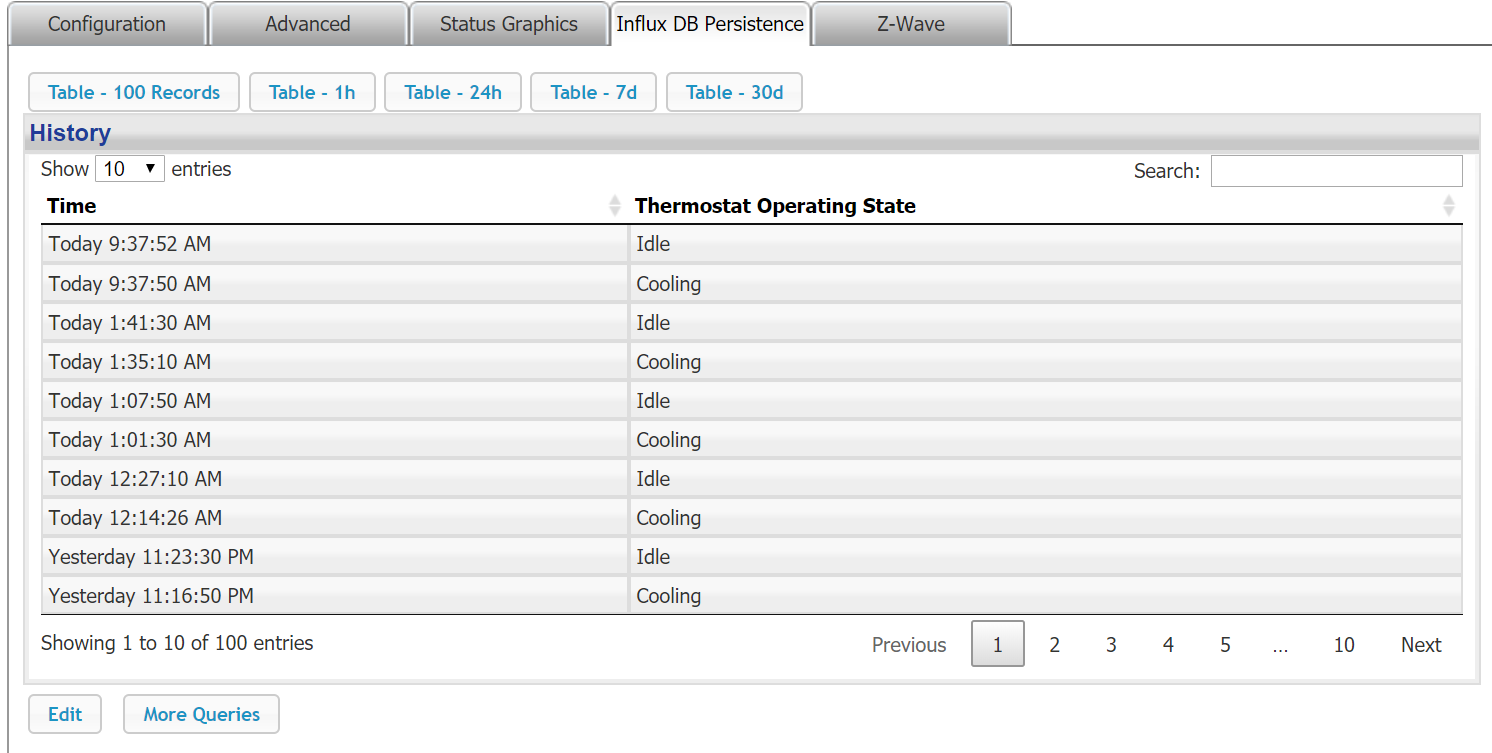 Configuration Advanced Status Graphics Influx DB Persistence Z-Wave
Table - 100 Records Table - 1h Table - 24h Table - 7d Table - 30d
History
Show 10 entries Search:
Time Thermostat Operating State
Today 9:37:52 AM Idle
Today 9:37:50 AM Cooling
Today 1:41:30 AM Idle
Today 1:35:10 AM Cooling
Today 1:07:50 AM Idle
Today 1:01:30 AM Cooling
Today 12:27:10 AM Idle
Today 12:14:26 AM Cooling
Yesterday 11:23:30 PM Idle
Yesterday 11:16:50 PM Cooling
Showing 1 to 10 of 100 entries Previous 1 2 3 4 5 ... 10 Next
Edit More Queries